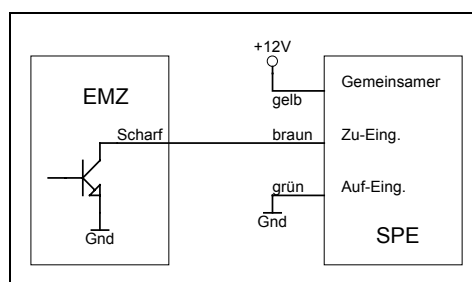 +12V
Gemeinsamer
EMZ
gelb
Scharf
braun
Zu-Eing.
grün
Auf-Eing.
Gnd
Gnd
SPE